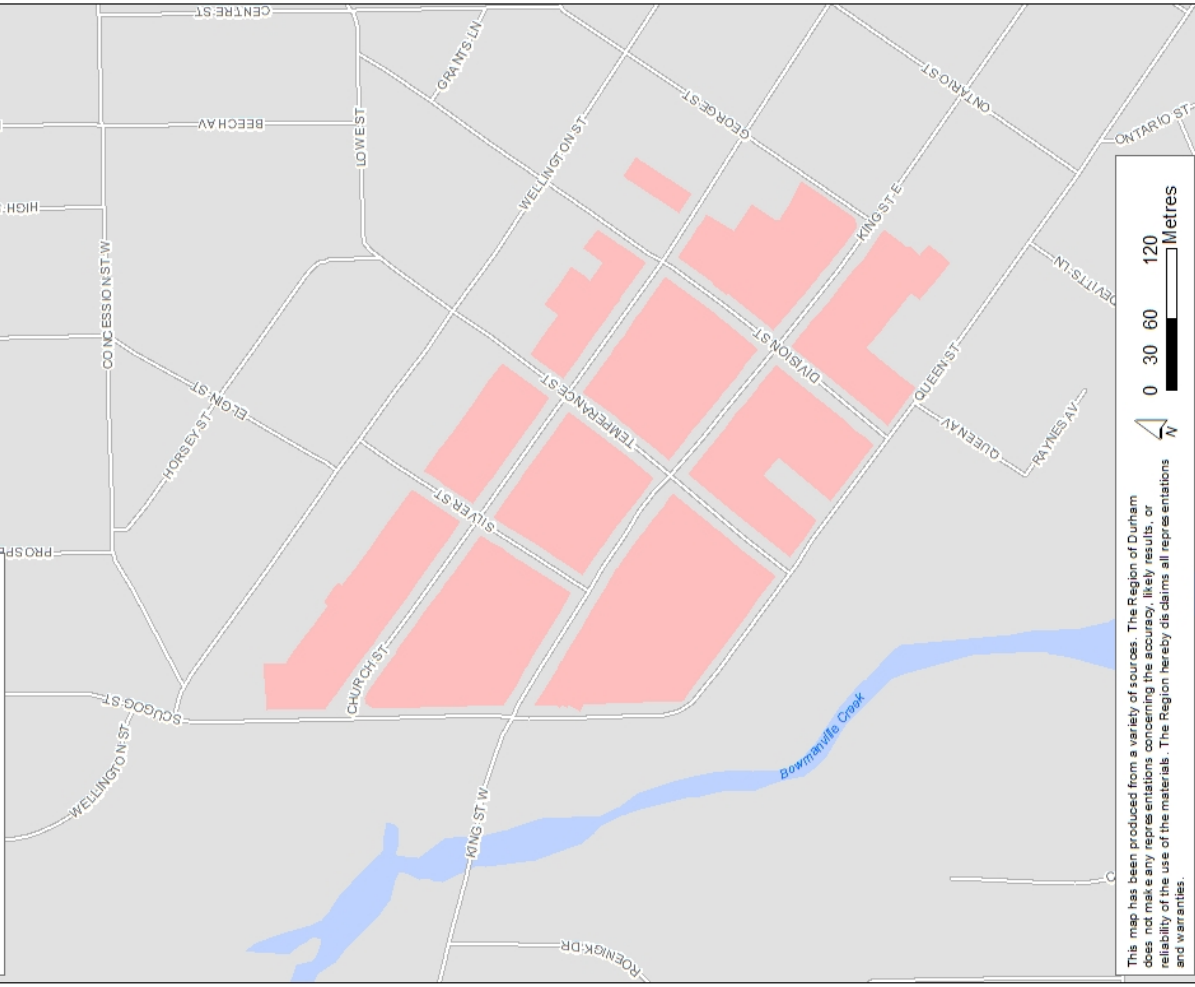 CENTRE ST
GRANTS LN
BEECH AV
LOWE ST
GEORGE ST
ONTARIO ST
ONTARIO ST
WELLINGTON ST
HIGH
KING ST E
CONCESSION ST W
DEVITTS LN
DIVISION ST
QUEEN ST
ELGIN ST
HORSEY ST
TEMPERANCE ST
QUEEN AV
RAYNES AV
SILVER ST
CHURCH ST
SCUGOG ST
WELLINGTON ST
Bowmanville Creek
KING ST W
ROENIGK DR
This map has been produced from a variety of sources. The Region of Durham
does not make any representations concerning the accuracy, likely results, or
reliability of the use of the materials. The Region hereby disclaims all representations
and warranties.
N
0 30 60 120
Metres